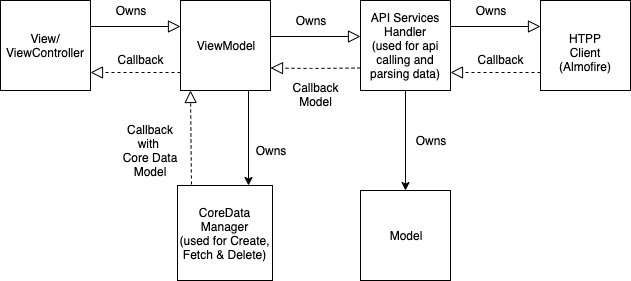 Owns
Owns
Owns
View/
ViewController
ViewModel
API Services
Handler
(used for api
calling and
parsing data)
HTPP
Client
(Almofire)
Callback
Callback
Model
Callback
Callback
with
Core Data
Model
Owns
Owns
CoreData
Manager
(used for Create,
Fetch & Delete)
Model